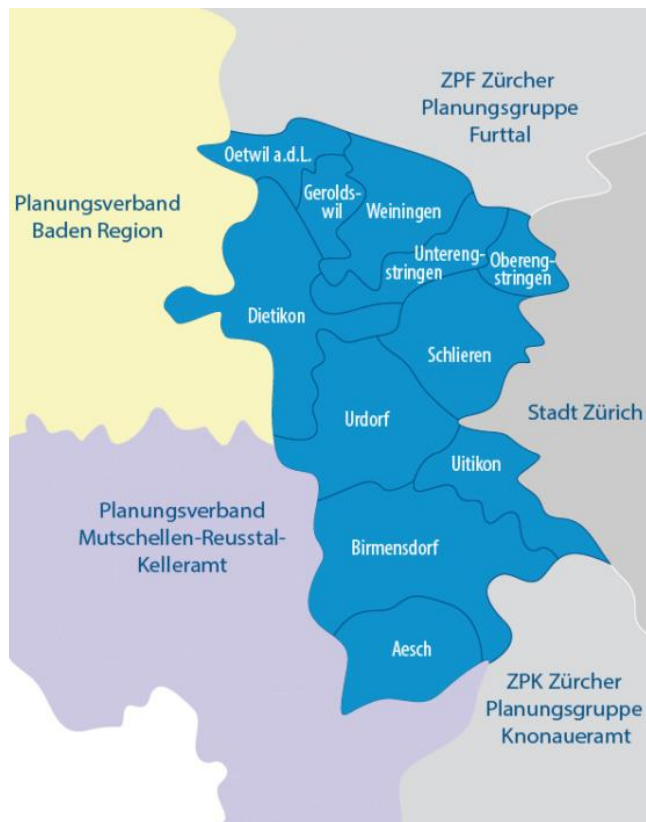 ZPF Zürcher
Planungsgruppe
Furttal
Oetwil a.d.L.
Gerolds-
wil
Weiningen
Planungsverband
Baden Region
Untereng-
stringen
Obereng-
stringen
Dietikon
Schlieren
Urdorf
Stadt Zürich
Uitikon
Planungsverband
Mutschellen-Reusstal-
Kelleramt
Birmensdorf
Aesch
ZPK Zürcher
Planungsgruppe
Knonaueramt